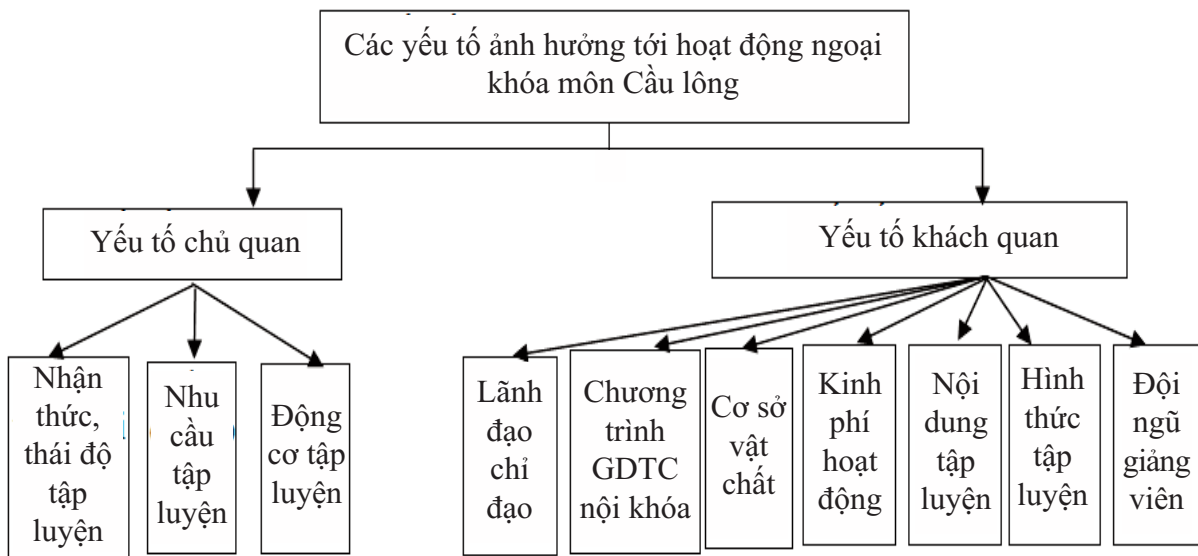 Các yếu tố ảnh hưởng tới hoạt động ngoại
khóa môn Cầu lông
Yếu tố chủ quan
Yếu tố khách quan
Nhận
thức,
thái độ
tập
luyện
Nhu
cầu
tập
luyện
Động
cơ tập
luyện
Lãnh
đạo
chỉ
đạo
Chương
trình
GDTC
nội khóa
Cơ sở
vật
chất
Kinh
phí
hoạt
động
Nội
dung
tập
luyện
Hình
thức
tập
luyện
Đội
ngũ
giảng
viên